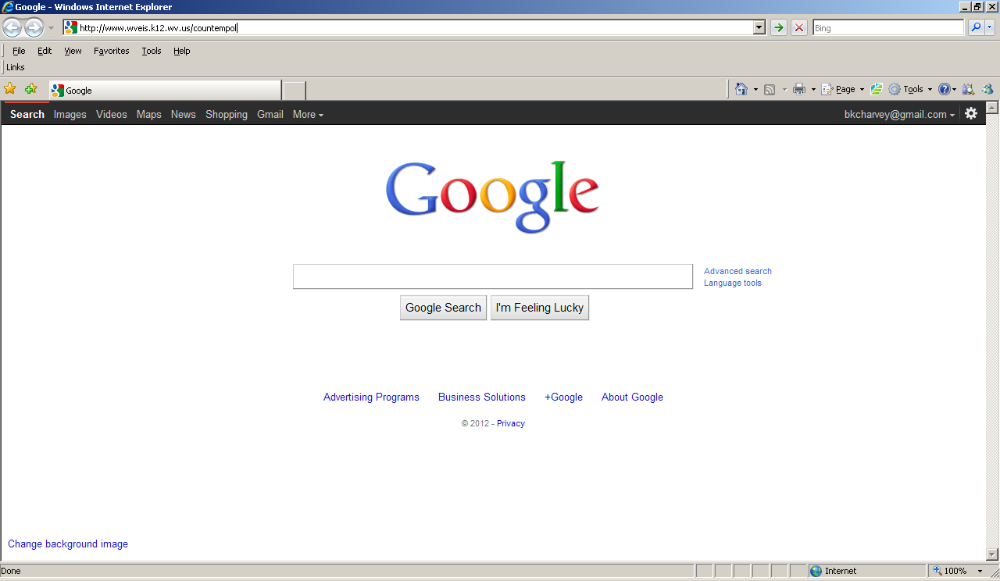 Google - Windows Internet Explorer
http://www.wveis.k12.wv.us/countempol
Bing
File Edit View Favorites Tools Help
Links
Google
Page Tools
Search Images Videos Maps News Shopping Gmail More
bkcharvey@gmail.com
Google
Advanced search
Language tools
Google Search I'm Feeling Lucky
Advertising Programs Business Solutions +Google About Google
© 2012 - Privacy
Change background image
Done Internet 100%